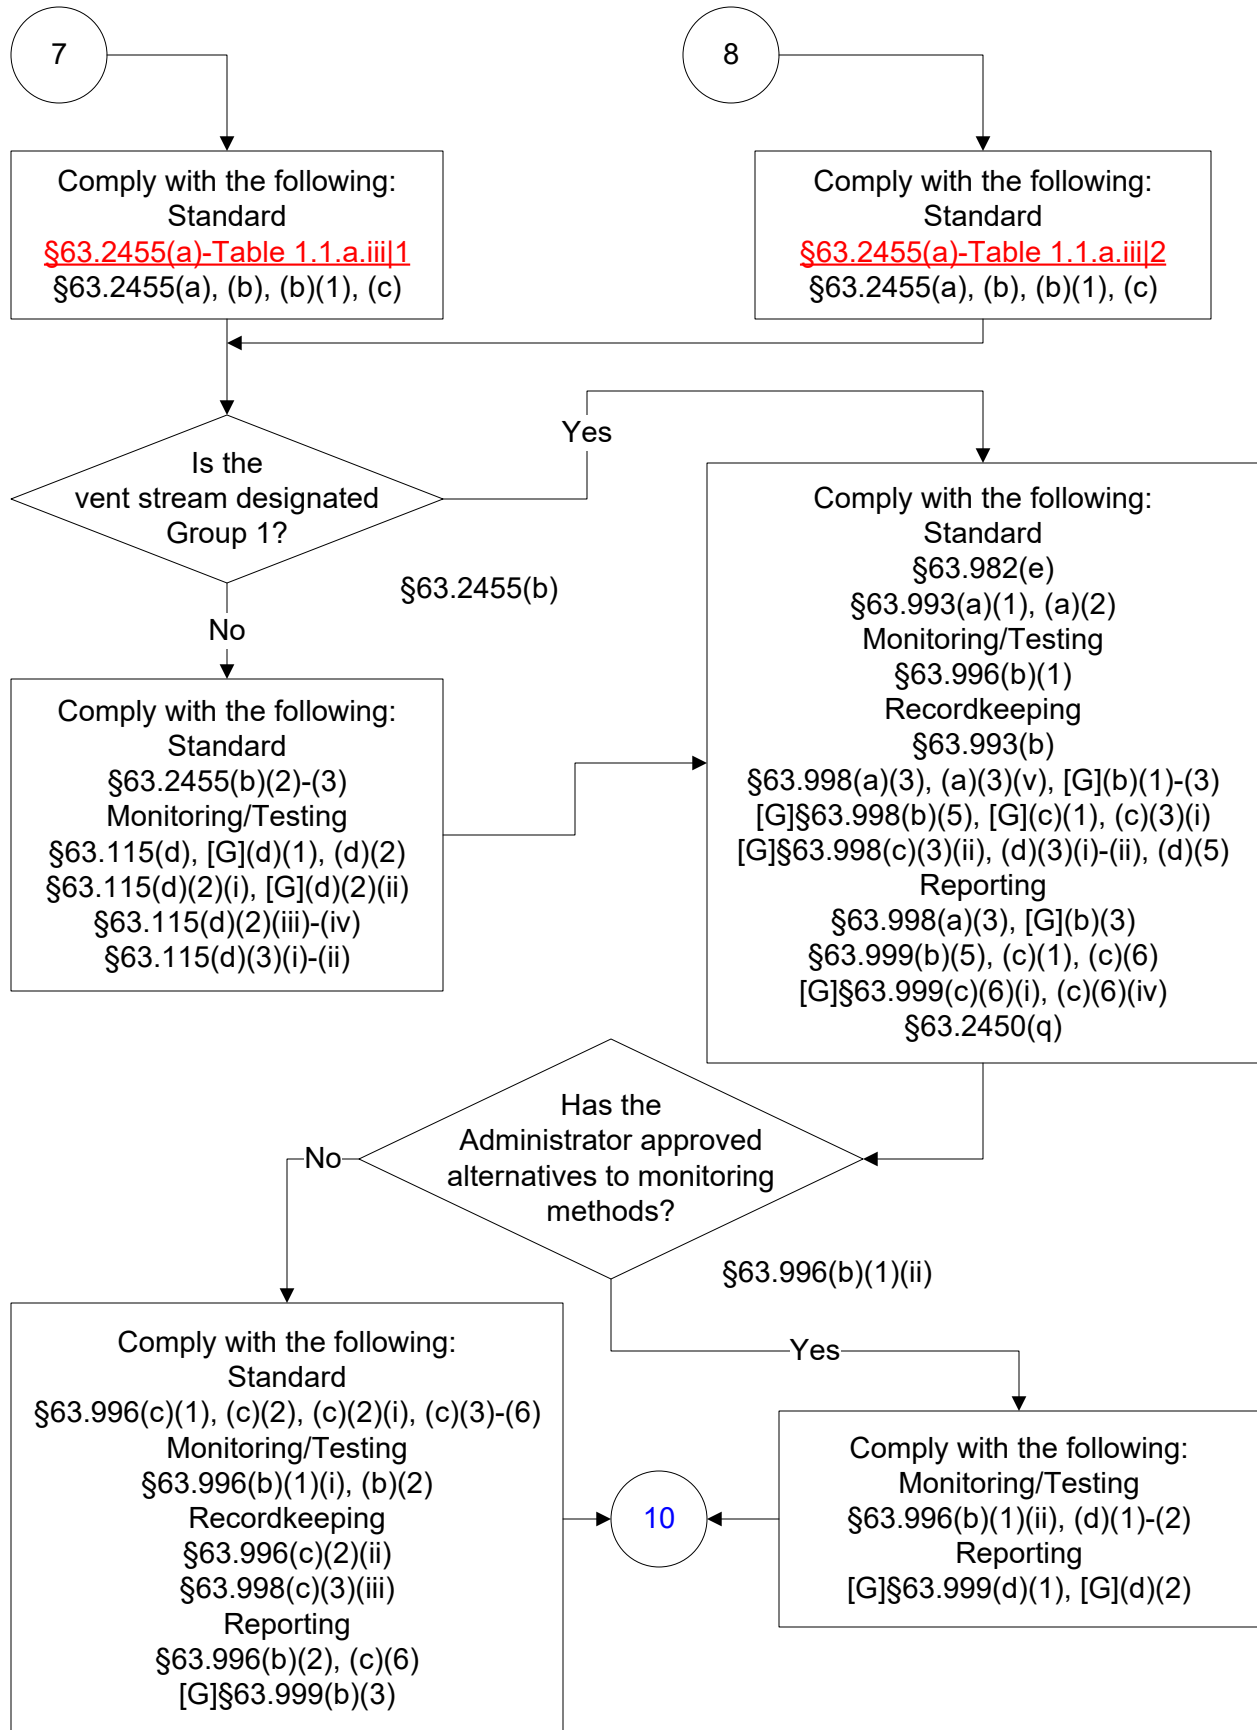 7
8
Comply with the following:
Standard
§63.2455(a)-Table 1.1.a.iii|1
§63.2455(a), (b), (b)(1), (c)
Comply with the following:
Standard
§63.2455(a)-Table 1.1.a.iii|2
§63.2455(a), (b), (b)(1), (c)
Is the
vent stream designated
Group 1?
Yes
§63.2455(b)
No
Comply with the following:
Standard
§63.2455(b)(2)-(3)
Monitoring/Testing
§63.115(d), [G](d)(1), (d)(2)
§63.115(d)(2)(i), [G](d)(2)(ii)
§63.115(d)(2)(iii)-(iv)
§63.115(d)(3)(i)-(ii)
Comply with the following:
Standard
§63.982(e)
§63.993(a)(1), (a)(2)
Monitoring/Testing
§63.996(b)(1)
Recordkeeping
§63.993(b)
§63.998(a)(3), (a)(3)(v), [G](b)(1)-(3)
[G]§63.998(b)(5), [G](c)(1), (c)(3)(i)
[G]§63.998(c)(3)(ii), (d)(3)(i)-(ii), (d)(5)
Reporting
§63.998(a)(3), [G](b)(3)
§63.999(b)(5), (c)(1), (c)(6)
[G]§63.999(c)(6)(i), (c)(6)(iv)
§63.2450(q)
Has the
Administrator approved
alternatives to monitoring
methods?
No
§63.996(b)(1)(ii)
Yes
Comply with the following:
Standard
§63.996(c)(1), (c)(2), (c)(2)(i), (c)(3)-(6)
Monitoring/Testing
§63.996(b)(1)(i), (b)(2)
Recordkeeping
§63.996(c)(2)(ii)
§63.998(c)(3)(iii)
Reporting
§63.996(b)(2), (c)(6)
[G]§63.999(b)(3)
10
Comply with the following:
Monitoring/Testing
§63.996(b)(1)(ii), (d)(1)-(2)
Reporting
[G]§63.999(d)(1), [G](d)(2)